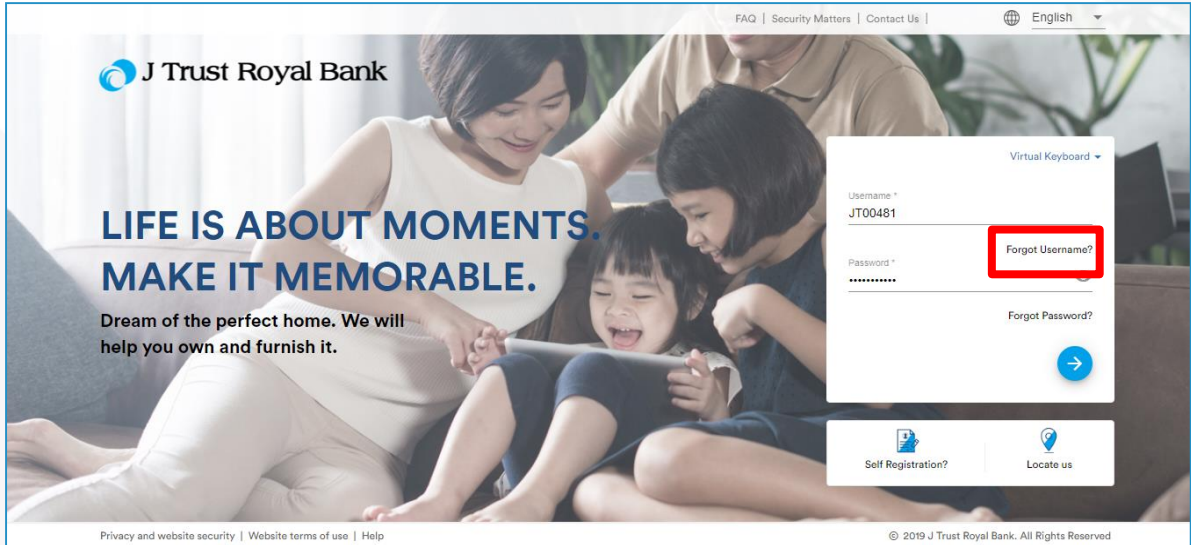 FAQ | Security Matters | Contact Us |
English
J Trust Royal Bank
Virtual Keyboard
Username *
JT00481
Forgot Username?
Password *
•••••••••••
Forgot Password?
LIFE IS ABOUT MOMENTS.
MAKE IT MEMORABLE.
Dream of the perfect home. We will
help you own and furnish it.
Self Registration?
Locate us
Privacy and website security | Website terms of use | Help
© 2019 J Trust Royal Bank. All Rights Reserved